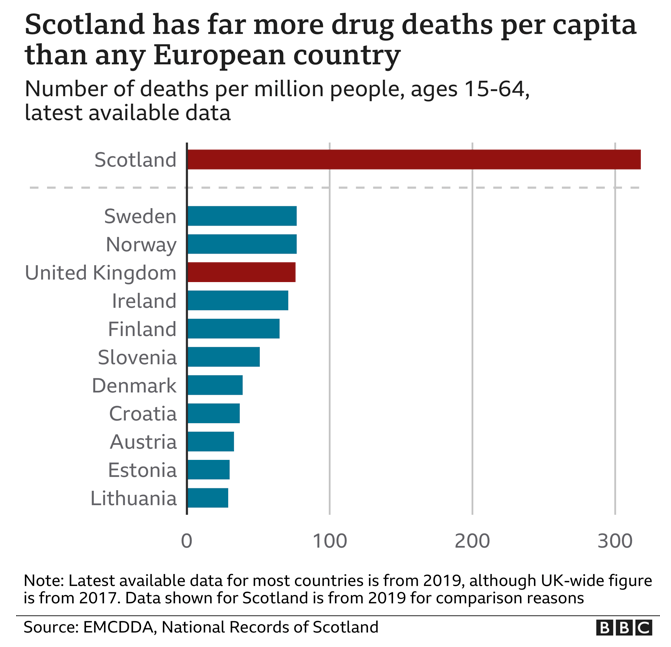 Scotland has far more drug deaths per capita
than any European country
Number of deaths per million people, ages 15-64,
latest available data
Scotland
Sweden
Norway
United Kingdom
Ireland
Finland
Slovenia
Denmark
Croatia
Austria
Estonia
Lithuania
0 100 200 300
Note: Latest available data for most countries is from 2019, although UK-wide figure
is from 2017. Data shown for Scotland is from 2019 for comparison reasons
Source: EMCDDA, National Records of Scotland
BBC